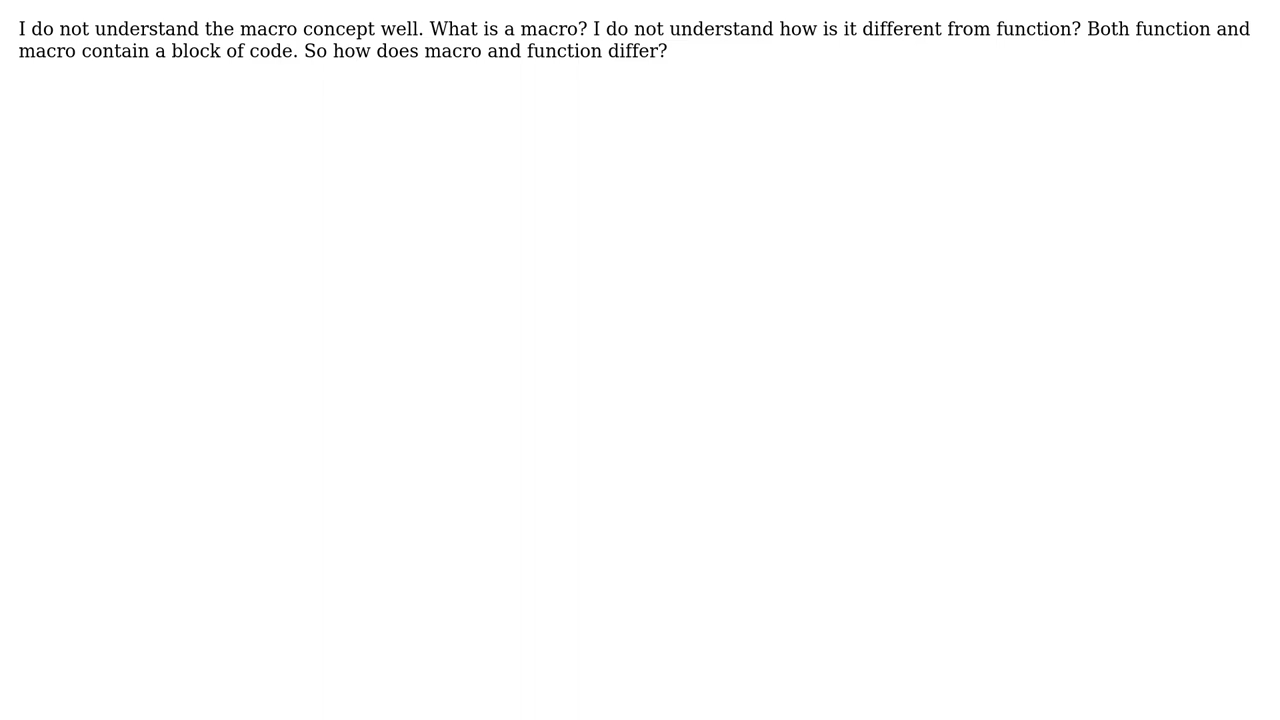 I do not understand the macro concept well. What is a macro? I do not understand how is it different from function? Both function and
macro contain a block of code. So how does macro and function differ?